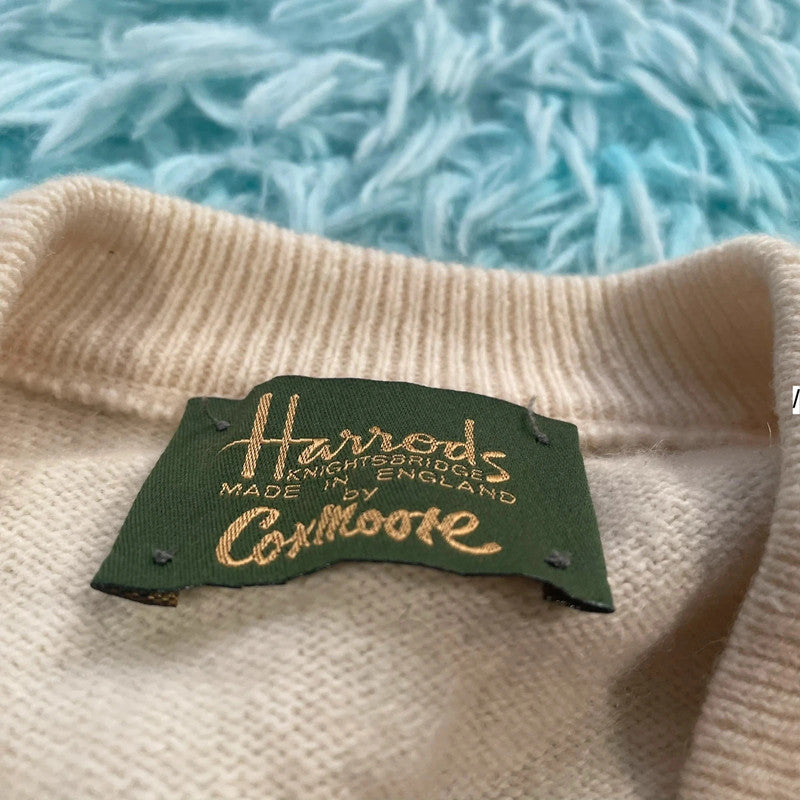 Harrods
KNIGHTSBRIDGE
MADE IN ENGLAND
by
CoxMoore
/